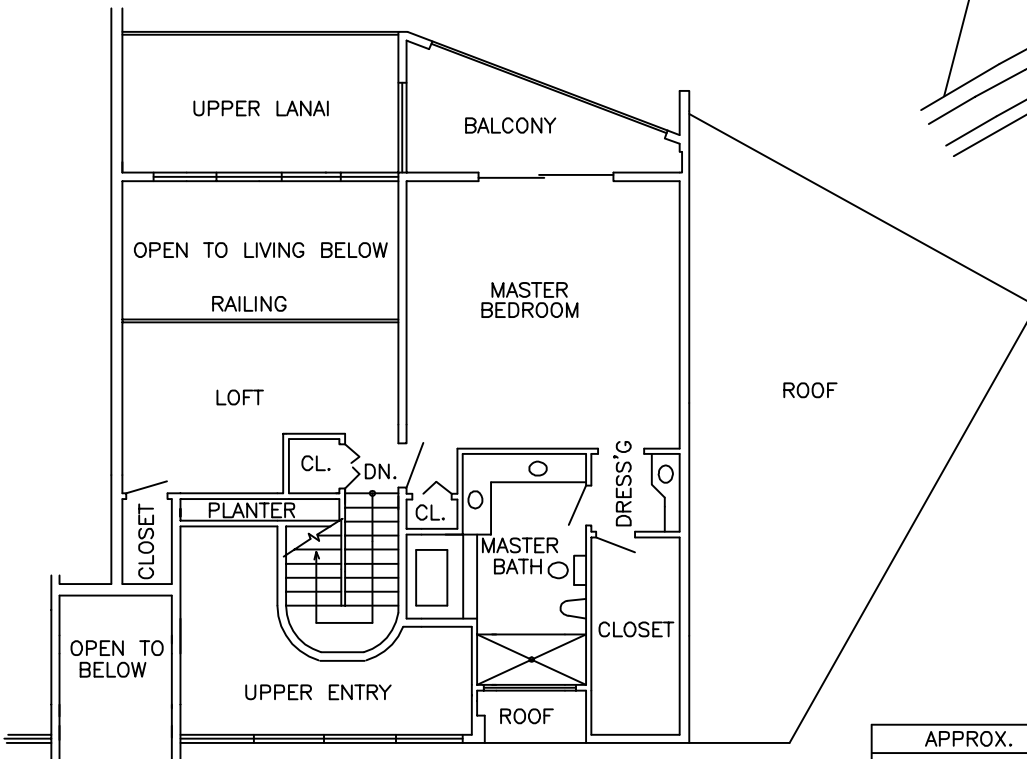 UPPER LANAI
BALCONY
OPEN TO LIVING BELOW
RAILING
MASTER
BEDROOM
LOFT
ROOF
CL.
DN.
DRESS'G
PLANTER
CL.
CLOSET
MASTER
BATH
CLOSET
OPEN TO
BELOW
UPPER ENTRY
ROOF
APPROX.